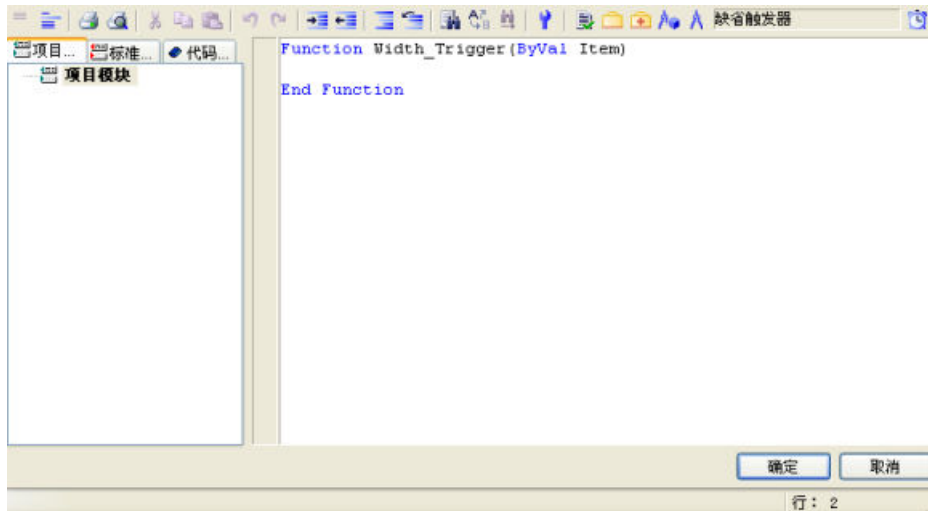 缺省触发器
项目... 标准... 代码...
项目模块
Function Width_Trigger(ByVal Item)
End Function
确定 取消
行: 2